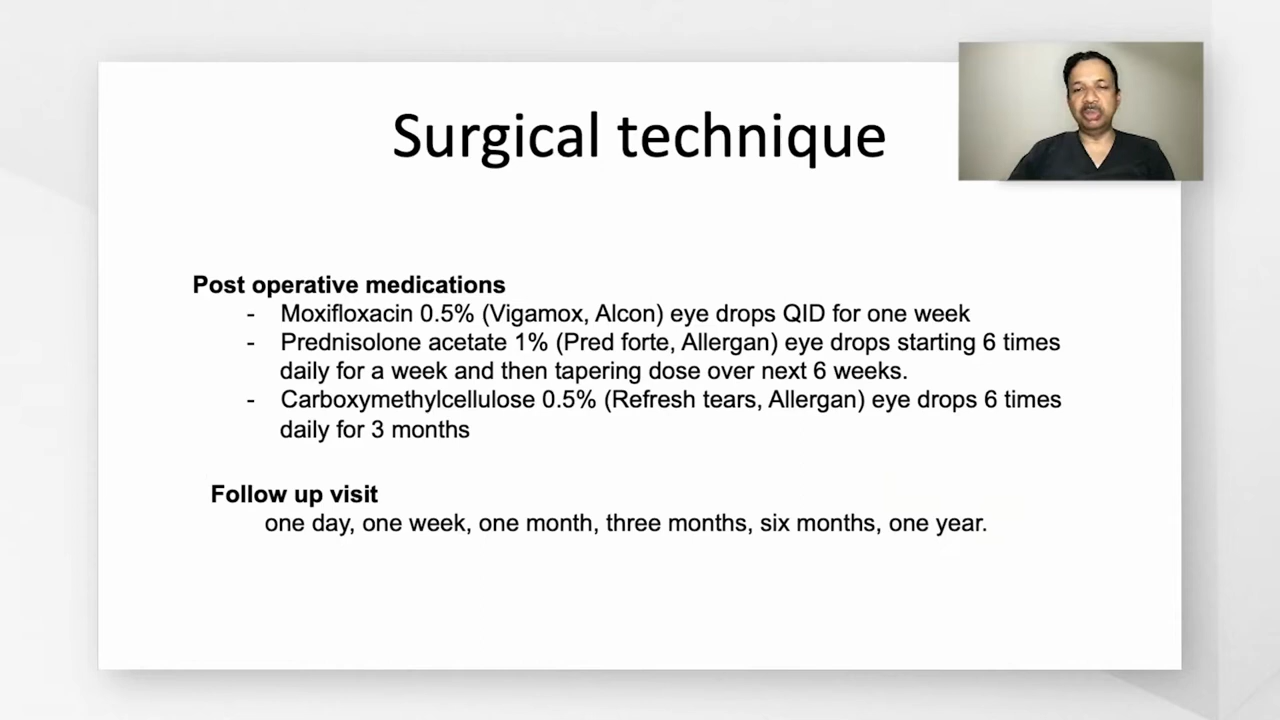 Surgical technique
Post operative medications
- Moxifloxacin 0.5% (Vigamox, Alcon) eye drops QID for one week
- Prednisolone acetate 1% (Pred forte, Allergan) eye drops starting 6 times
daily for a week and then tapering dose over next 6 weeks.
- Carboxymethylcellulose 0.5% (Refresh tears, Allergan) eye drops 6 times
daily for 3 months
Follow up visit
one day, one week, one month, three months, six months, one year.